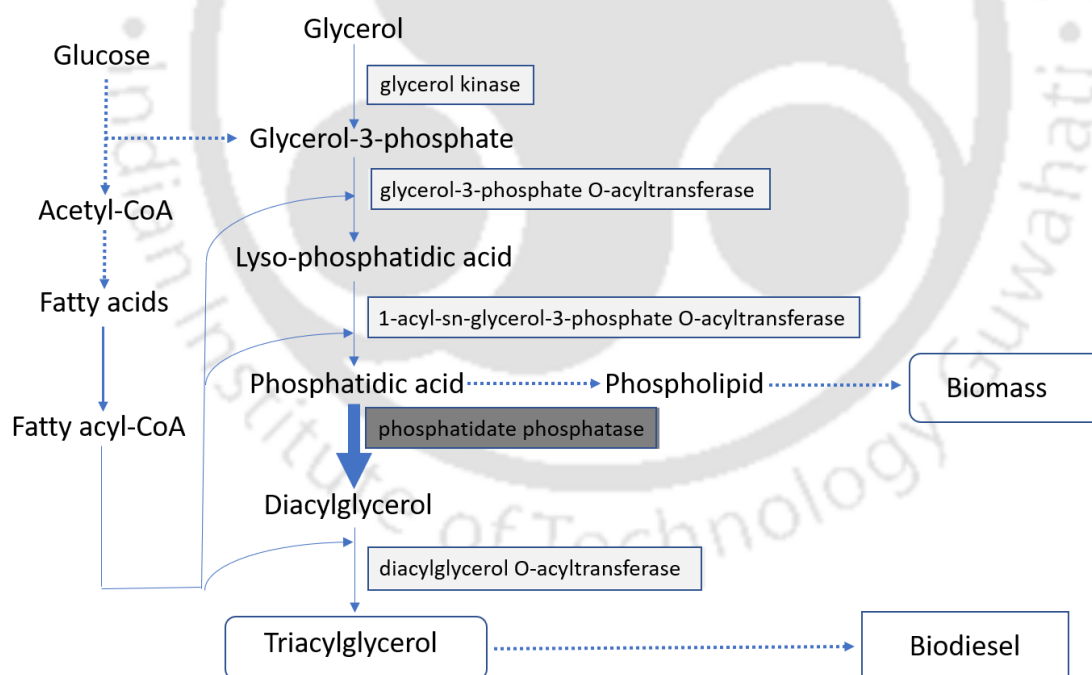 Glycerol
Glucose
glycerol kinase
Glycerol-3-phosphate
glycerol-3-phosphate O-acyltransferase
Acetyl-CoA
Lyso-phosphatidic acid
Fatty acids
1-acyl-sn-glycerol-3-phosphate O-acyltransferase
Phosphatidic acid
Phospholipid
Biomass
Fatty acyl-CoA
phosphatidate phosphatase
Diacylglycerol
diacylglycerol O-acyltransferase
Triacylglycerol
Biodiesel
Indian Institute of Technology Guwahati